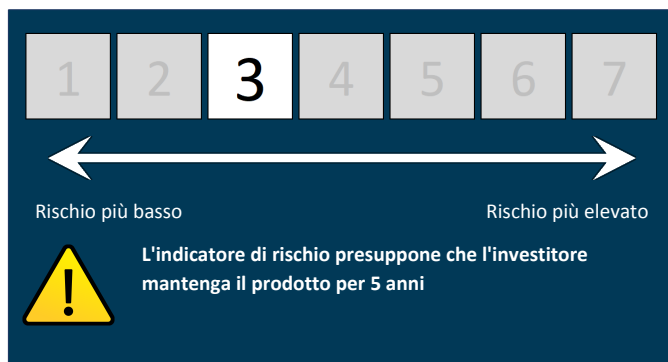 1 2 3 4 5 6 7
Rischio più basso Rischio più elevato
L'indicatore di rischio presuppone che l'investitore
mantenga il prodotto per 5 anni